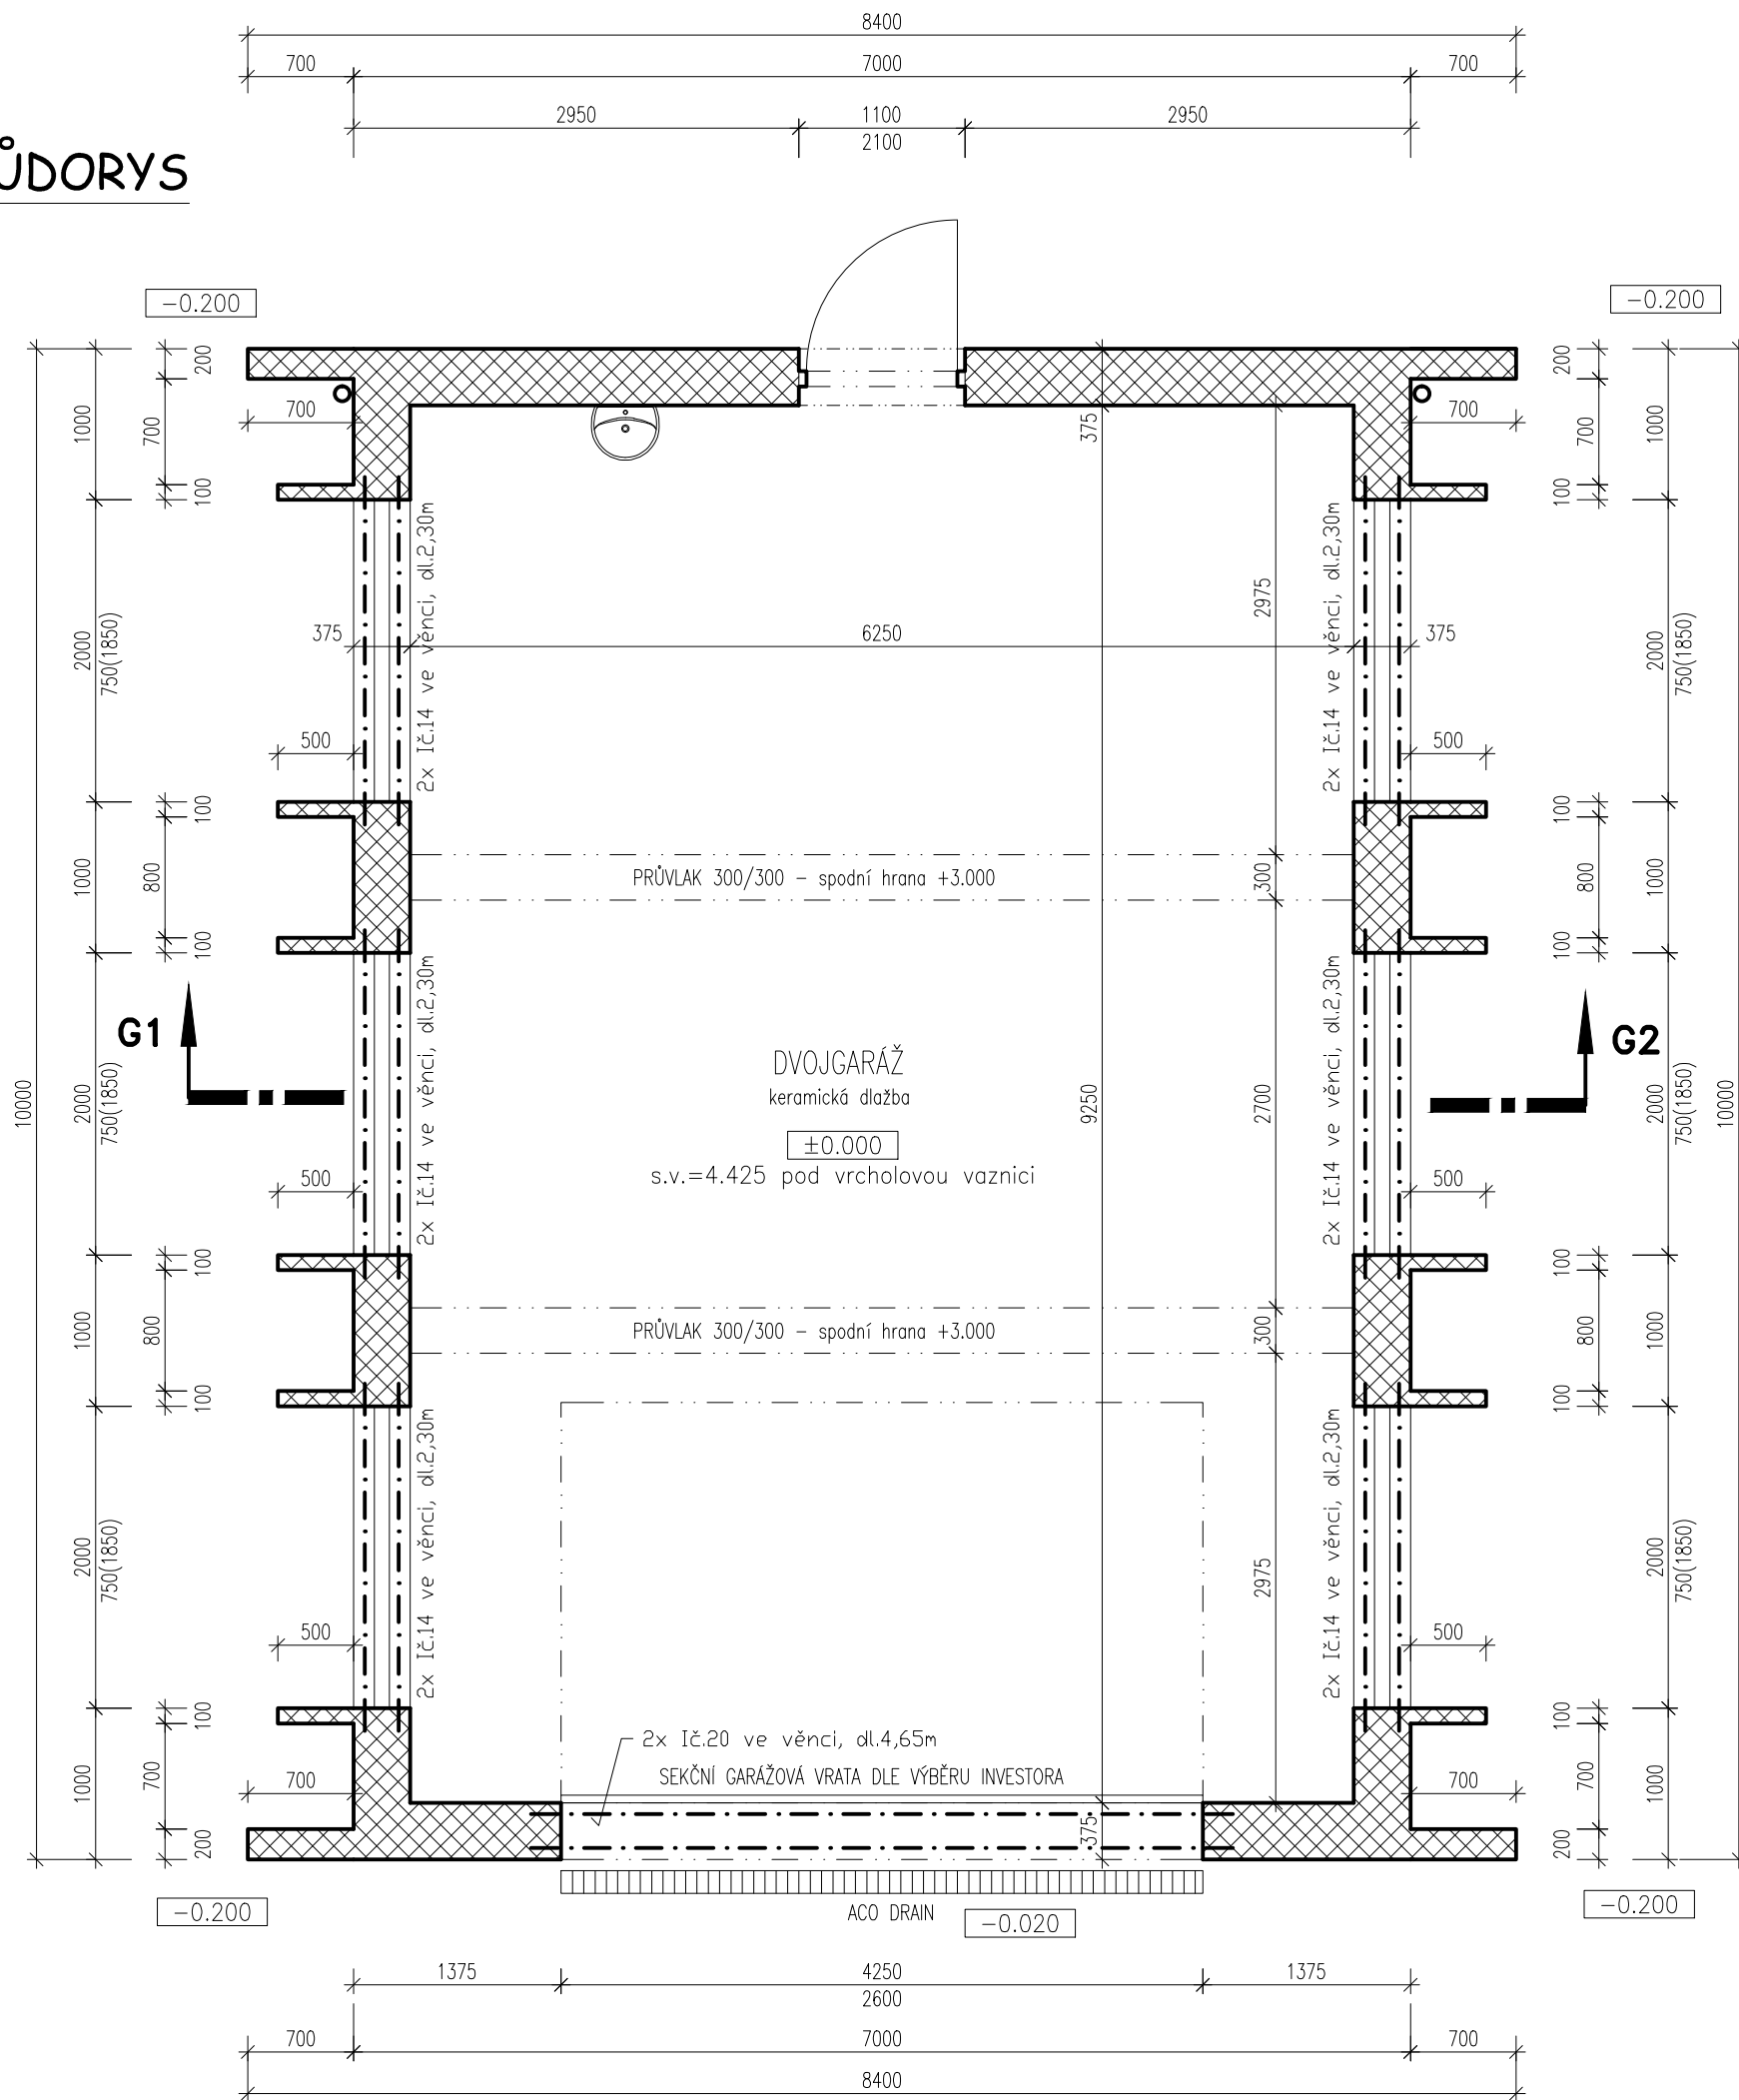 8400
700 7000 700
2950 1100 2950
2100
ŮDORYS
-0.200 -0.200
200 200
1000 700 700 375 700 700 1000
100 100
2x Ič.14 ve věnci, dl.2,30m 2x Ič.14 ve věnci, dl.2,30m
2975
2000 750(1850) 375 6250 375 2000 750(1850)
500 500
100 100
1000 800 PRŮVLAK 300/300 - spodní hrana +3.000 300 800 1000
100 100
2x Ič.14 ve věnci, dl.2,30m 2x Ič.14 ve věnci, dl.2,30m
G1 G2
DVOJGARÁŽ
keramická dlažba
10000 2000 750(1850) 9250 2700 2000 750(1850) 10000
±0.000
s.v.=4.425 pod vrcholovou vaznici
500 500
100 100
1000 800 PRŮVLAK 300/300 - spodní hrana +3.000 300 800 1000
100 100
2x Ič.14 ve věnci, dl.2,30m 2x Ič.14 ve věnci, dl.2,30m
2000 750(1850) 2975 2000 750(1850)
500 500
100 100
2x Ič.20 ve věnci, dl.4,65m
SEKČNÍ GARÁŽOVÁ VRATA DLE VÝBĚRU INVESTORA
1000 700 700 700 700 1000
200 375 200
-0.200 ACO DRAIN -0.020 -0.200
1375 4250 1375
2600
700 7000 700
8400